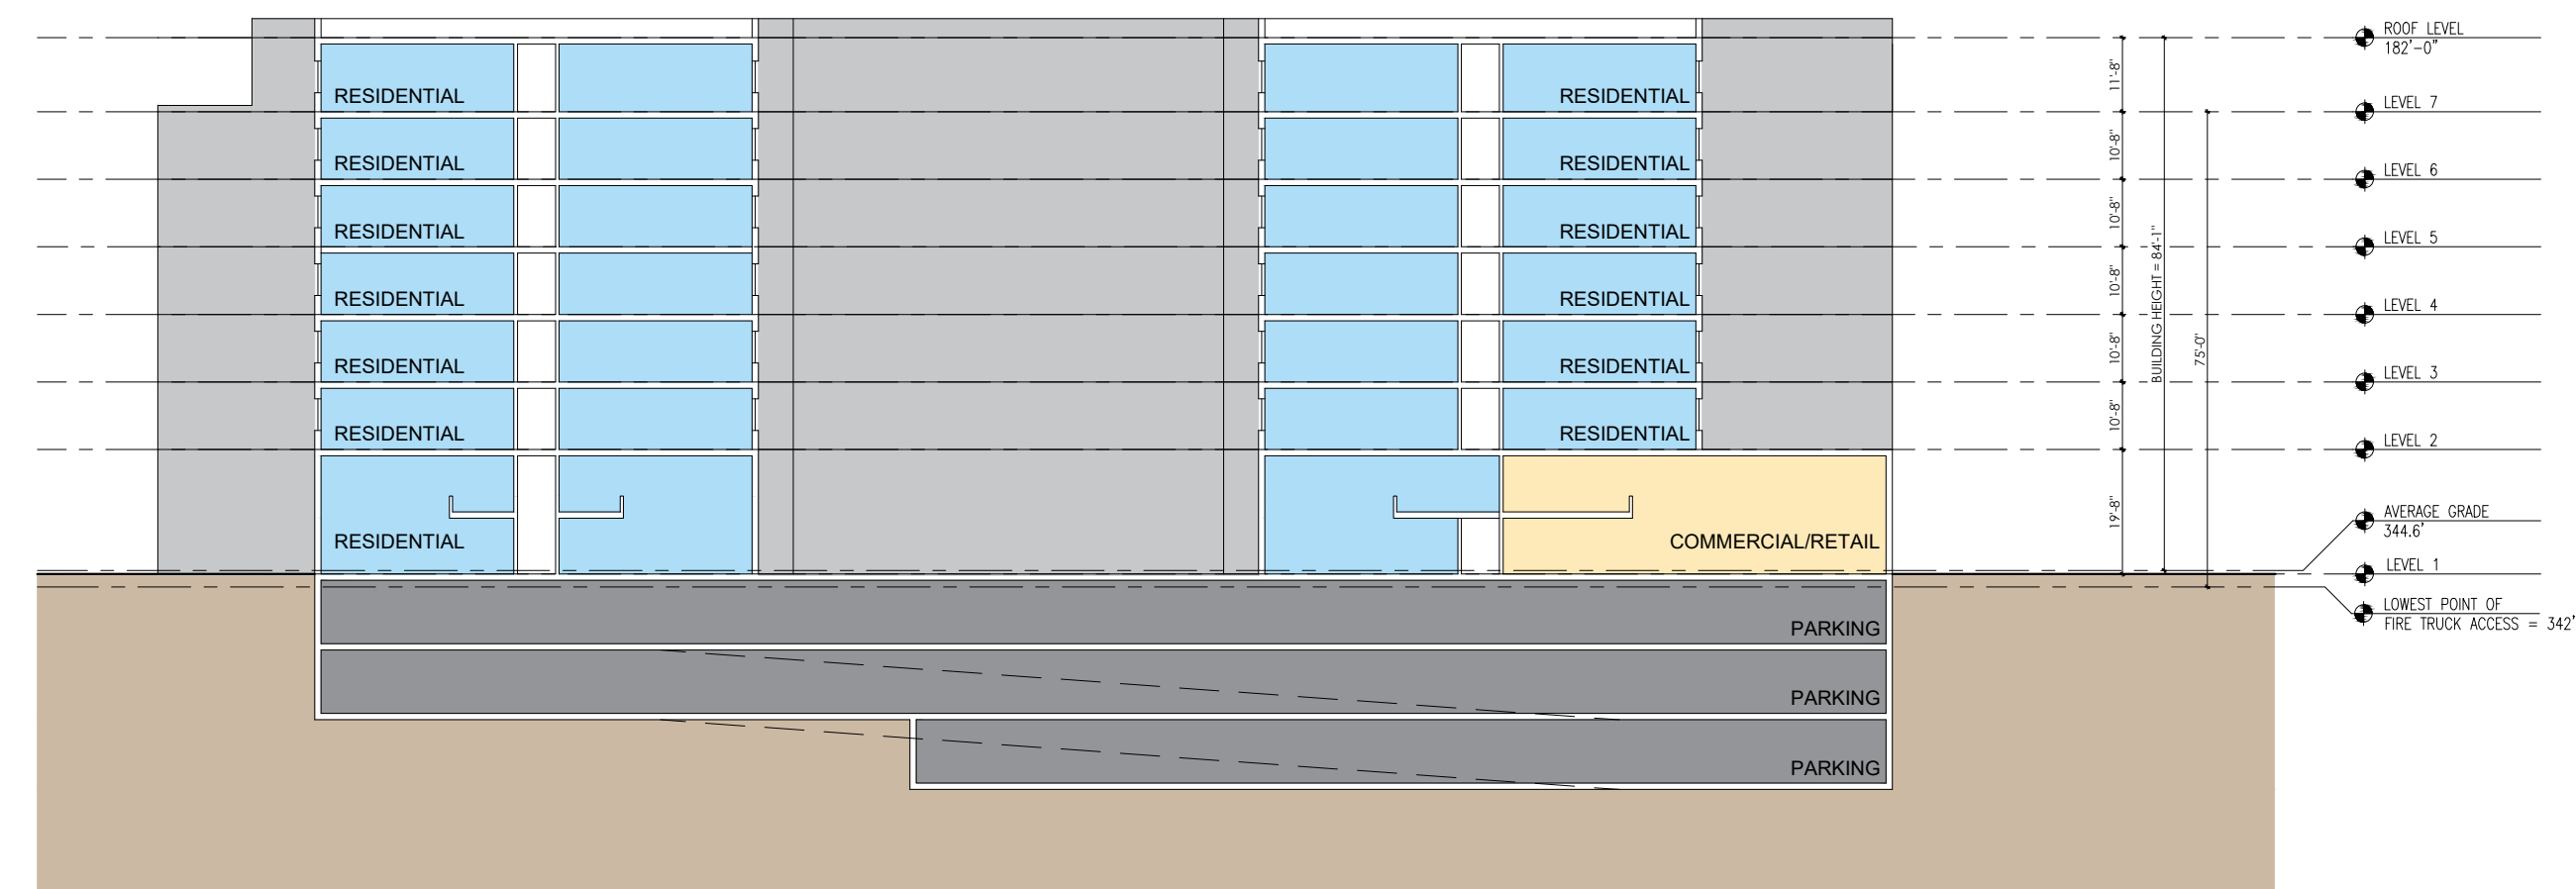 ROOF LEVEL
182'-0"
11'-8"
RESIDENTIAL
RESIDENTIAL
LEVEL 7
10'-8"
RESIDENTIAL
RESIDENTIAL
LEVEL 6
10'-8"
RESIDENTIAL
RESIDENTIAL
LEVEL 5
10'-8"
RESIDENTIAL
RESIDENTIAL
BUILDING HEIGHT = 84'-1"
LEVEL 4
10'-8"
75'-0"
RESIDENTIAL
RESIDENTIAL
LEVEL 3
10'-8"
RESIDENTIAL
RESIDENTIAL
LEVEL 2
19'-8"
AVERAGE GRADE
344.6'
RESIDENTIAL
COMMERCIAL/RETAIL
LEVEL 1
LOWEST POINT OF
FIRE TRUCK ACCESS = 342'
PARKING
PARKING
PARKING